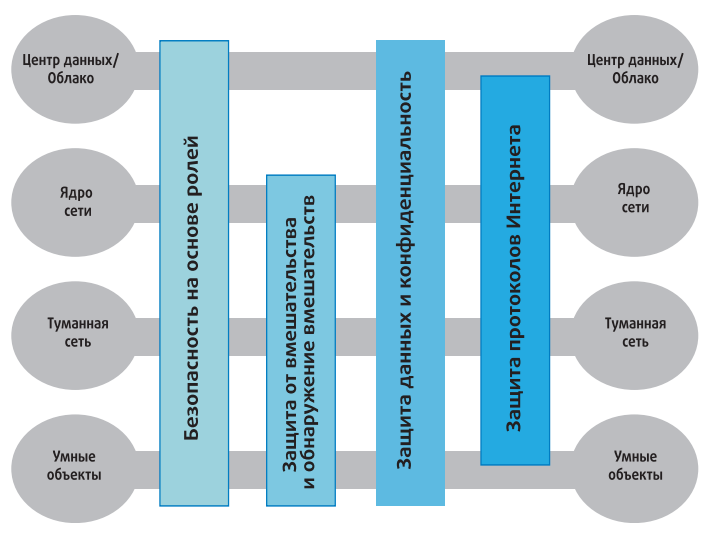 Центр данных/
Облако
Ядро
сети
Туманная
сеть
Умные
объекты
Безопасность на основе ролей
Защита от вмешательства
и обнаружение вмешательств
Защита данных и конфиденциальность
Защита протоколов Интернета
Центр данных/
Облако
Ядро
сети
Туманная
сеть
Умные
объекты